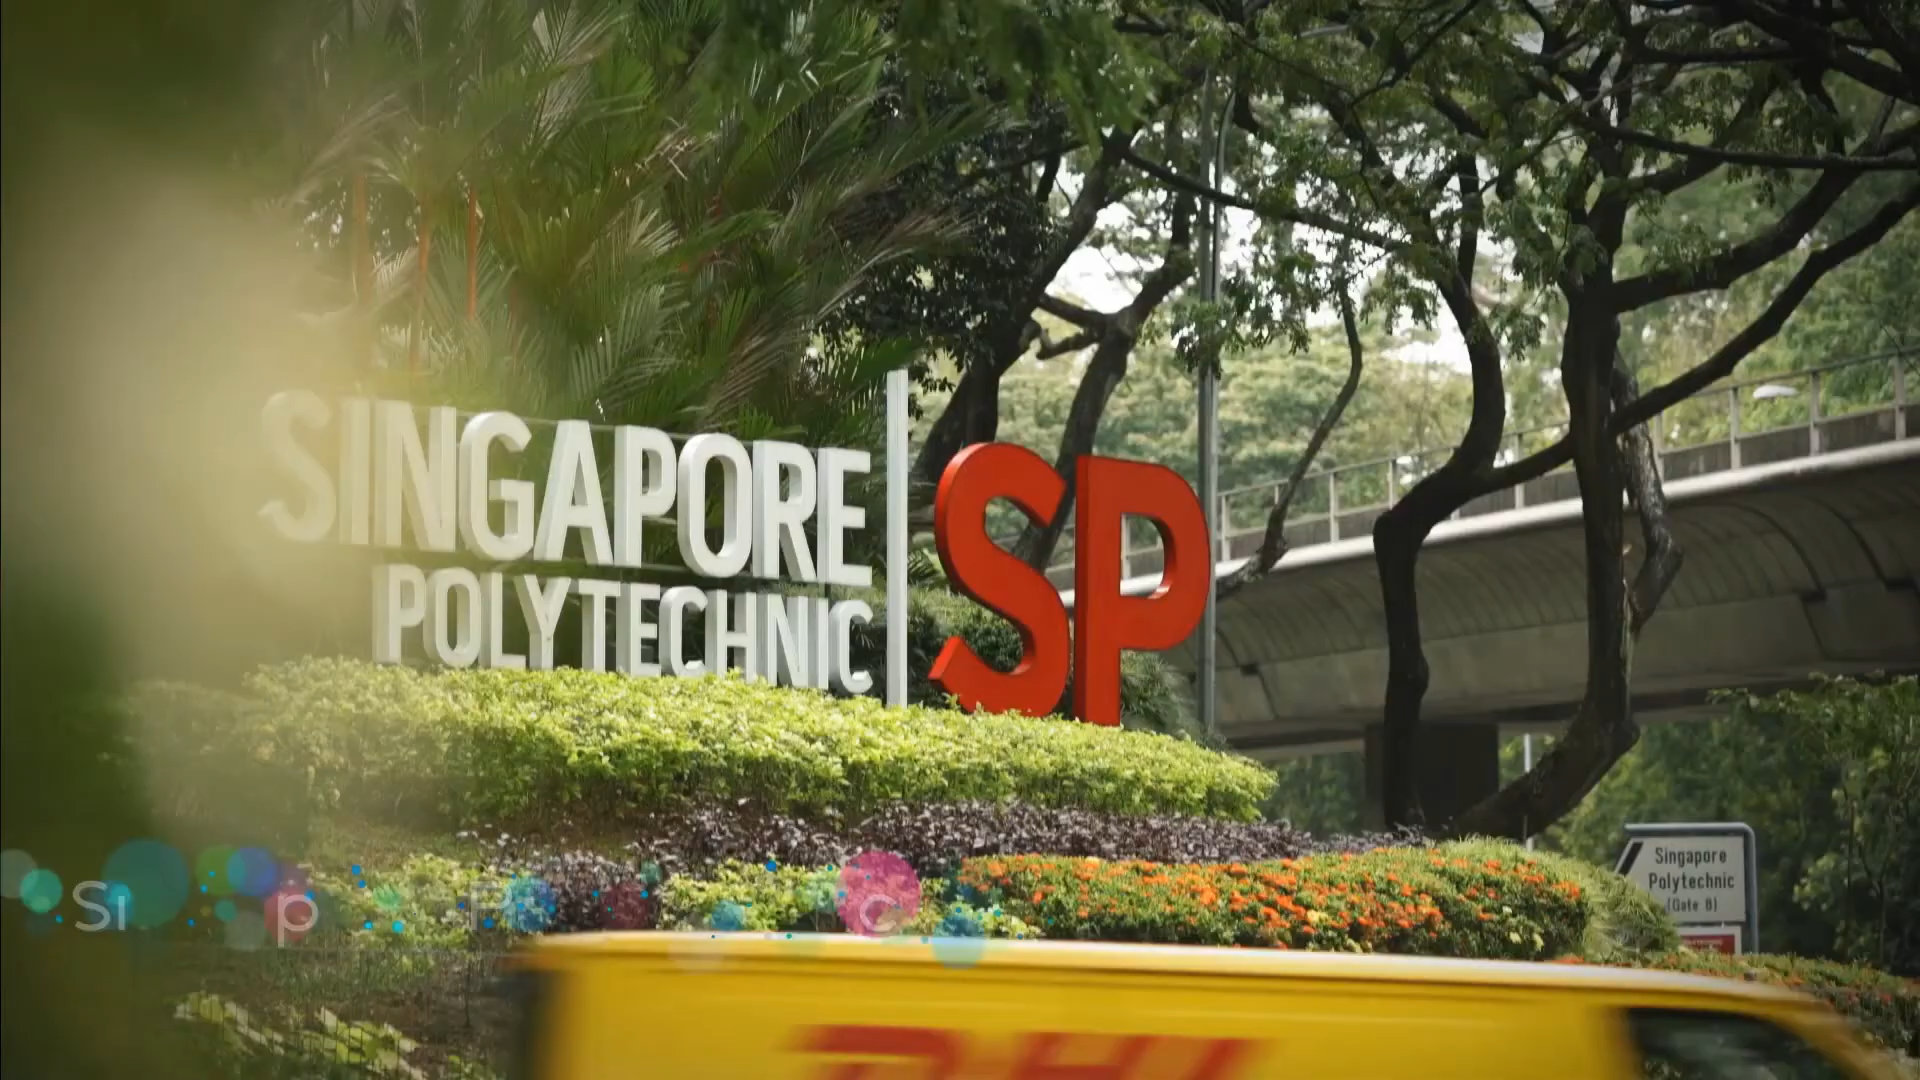 SINGAPORE
POLYTECHNIC
SP
Singapore
Polytechnic
(Gate 8)
DHL